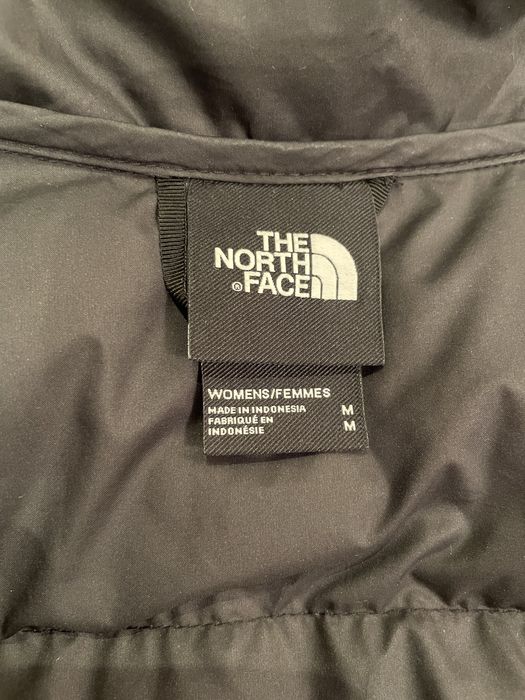 THE
NORTH
® FACE
WOMENS/FEMMES
MADE IN INDONESIA M
FABRIQUÉ EN
INDONÉSIE M